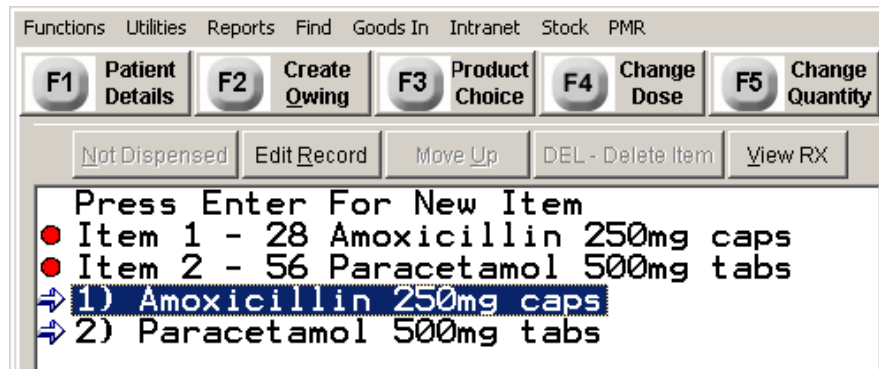 Functions Utilities Reports Find Goods In Intranet Stock PMR
F1 Patient Details F2 Create Owing F3 Product Choice F4 Change Dose F5 Change Quantity
Not Dispensed Edit Record Move Up DEL - Delete Item View RX
Press Enter For New Item
Item 1 - 28 Amoxicillin 250mg caps
Item 2 - 56 Paracetamol 500mg tabs
1) Amoxicillin 250mg caps
2) Paracetamol 500mg tabs